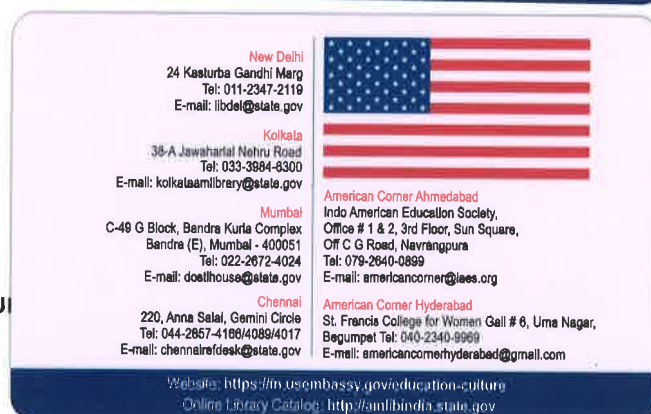 New Delhi
24 Kasturba Gandhi Marg
Tel: 011-2347-2119
E-mail: libdel@state.gov
Kolkata
38-A Jawaharlal Nehru Road
Tel: 033-3984-6300
E-mail: kolkataamlibrary@state.gov
Mumbai
C-49 G Block, Bandra Kurla Complex
Bandra (E), Mumbai - 400051
Tel: 022-2672-4024
E-mail: dostihouse@state.gov
Chennai
220, Anna Salai, Gemini Circle
Tel: 044-2857-4166/4089/4017
E-mail: chennairefdesk@state.gov
American Corner Ahmedabad
Indo American Education Society,
Office # 1 & 2, 3rd Floor, Sun Square,
Off C G Road, Navrangpura
Tel: 079-2640-0899
E-mail: americancorner@iaes.org
American Corner Hyderabad
St. Francis College for Women Gali # 6, Uma Nagar,
Begumpet Tel: 040-2340-9969
E-mail: americancornerhyderabad@gmail.com
Website: https://in.usembassy.gov/education-culture
Online Library Catalog: http://amlibindia.state.gov